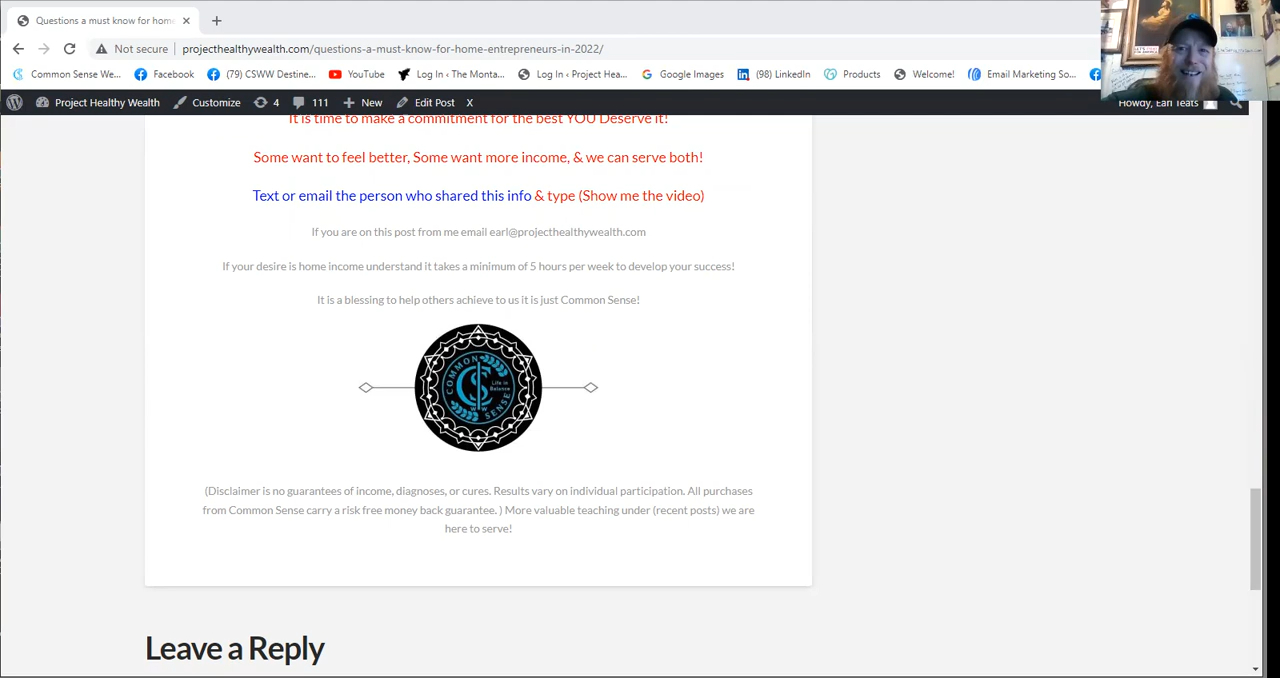 Questions a must know for hom
Not secure projecthealthywealth.com/questions-a-must-know-for-home-entrepreneurs-in-2022/
Common Sense We... Facebook (79) CSWW Destine... YouTube Log In ‹ The Monta... Log In ‹ Project Hea... Google Images (98) LinkedIn Products Welcome! Email Marketing So...
Project Healthy Wealth Customize 4 111 New Edit Post X Howdy, Earl Teats
It is time to make a commitment for the best YOU Deserve it!
Some want to feel better, Some want more income, & we can serve both!
Text or email the person who shared this info & type (Show me the video)
If you are on this post from me email earl@projecthealthywealth.com
If your desire is home income understand it takes a minimum of 5 hours per week to develop your success!
It is a blessing to help others achieve to us it is just Common Sense!
COMMON
Life in
Balance
SENSE
(Disclaimer is no guarantees of income, diagnoses, or cures. Results vary on individual participation. All purchases
from Common Sense carry a risk free money back guarantee. ) More valuable teaching under (recent posts) we are
here to serve!
Leave a Reply